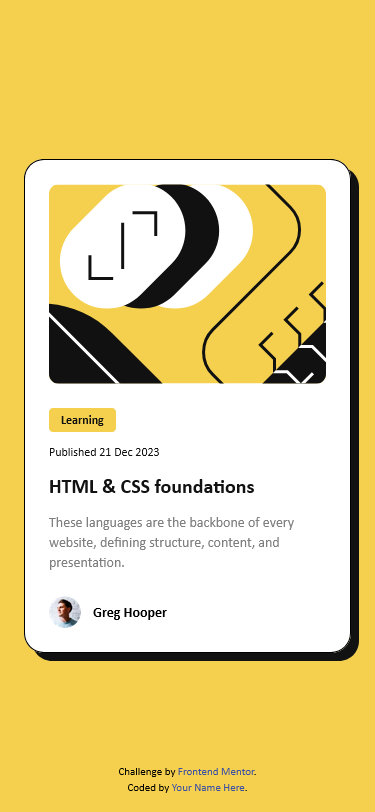 Learning
Published 21 Dec 2023
HTML & CSS foundations
These languages are the backbone of every
website, defining structure, content, and
presentation.
Greg Hooper
Challenge by Frontend Mentor.
Coded by Your Name Here.